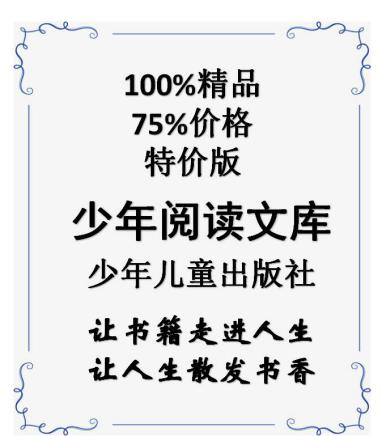 100%精品
75%价格
特价版
少年阅读文库
少年儿童出版社
让书籍走进人生
让人生散发书香